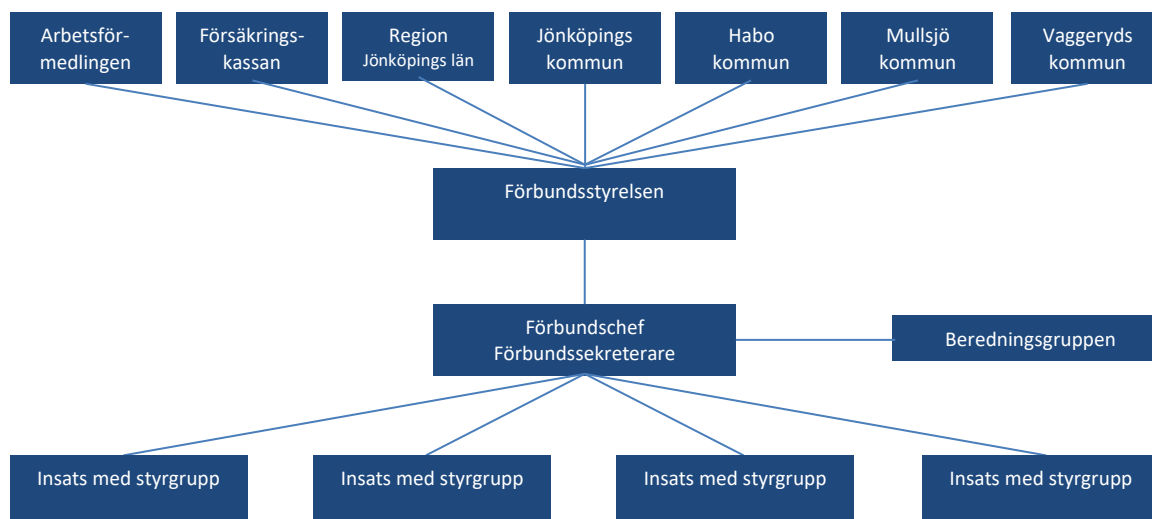 Arbetsför-
medlingen
Försäkrings-
kassan
Region
Jönköpings län
Jönköpings
kommun
Habo
kommun
Mullsjö
kommun
Vaggeryds
kommun
Förbundsstyrelsen
Förbundschef
Förbundssekreterare
Beredningsgruppen
Insats med styrgrupp
Insats med styrgrupp
Insats med styrgrupp
Insats med styrgrupp